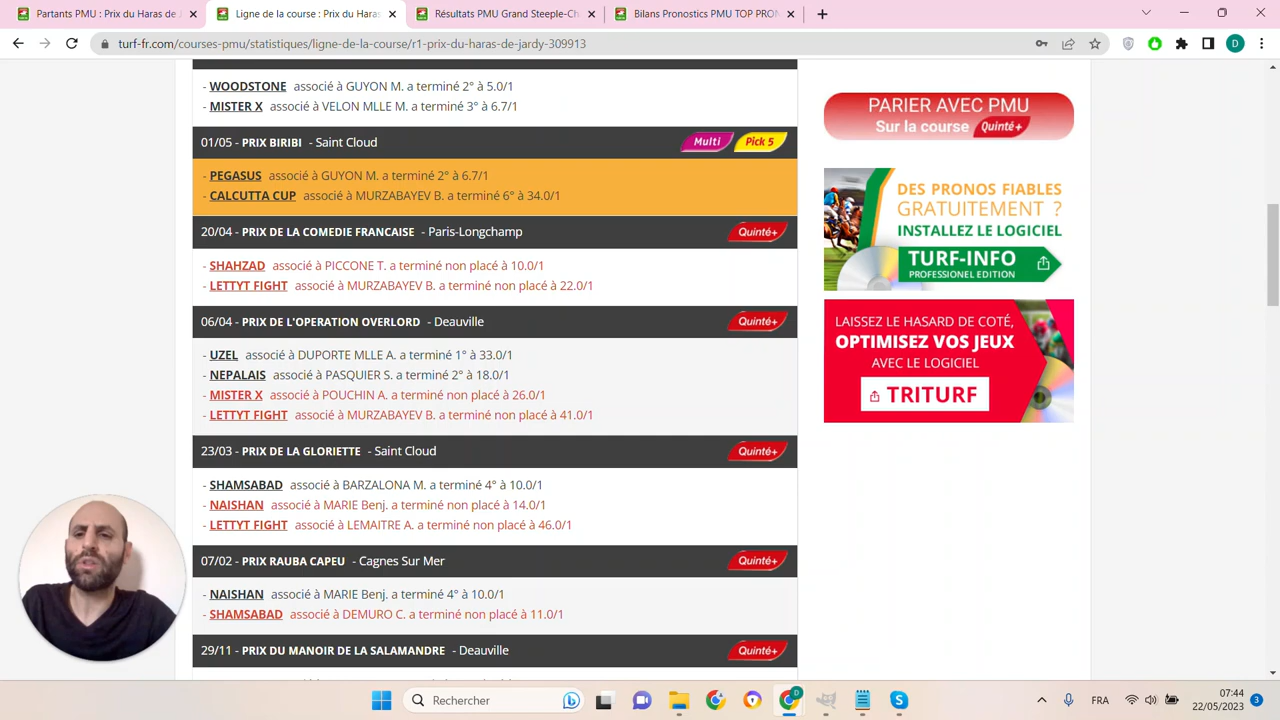 Partants PMU : Prix du Haras de
Ligne de la course : Prix du Haras
Résultats PMU Grand Steeple-Ch
Bilans Pronostics PMU TOP PRON
turf-fr.com/courses-pmu/statistiques/ligne-de-la-course/r1-prix-du-haras-de-jardy-309913
D
- WOODSTONE associé à GUYON M. a terminé 2° à 5.0/1
- MISTER X associé à VELON MLLE M. a terminé 3° à 6.7/1
01/05 - PRIX BIRIBI - Saint Cloud Multi Pick 5
- PEGASUS associé à GUYON M. a terminé 2° à 6.7/1
- CALCUTTA CUP associé à MURZABAYEV B. a terminé 6° à 34.0/1
20/04 - PRIX DE LA COMEDIE FRANCAISE - Paris-Longchamp Quinté+
- SHAHZAD associé à PICCONE T. a terminé non placé à 10.0/1
- LETTYT FIGHT associé à MURZABAYEV B. a terminé non placé à 22.0/1
06/04 - PRIX DE L'OPERATION OVERLORD - Deauville Quinté+
- UZEL associé à DUPORTE MLLE A. a terminé 1° à 33.0/1
- NEPALAIS associé à PASQUIER S. a terminé 2° à 18.0/1
- MISTER X associé à POUCHIN A. a terminé non placé à 26.0/1
- LETTYT FIGHT associé à MURZABAYEV B. a terminé non placé à 41.0/1
23/03 - PRIX DE LA GLORIETTE - Saint Cloud Quinté+
- SHAMSABAD associé à BARZALONA M. a terminé 4° à 10.0/1
- NAISHAN associé à MARIE Benj. a terminé non placé à 14.0/1
- LETTYT FIGHT associé à LEMAITRE A. a terminé non placé à 46.0/1
07/02 - PRIX RAUBA CAPEU - Cagnes Sur Mer Quinté+
- NAISHAN associé à MARIE Benj. a terminé 4° à 10.0/1
- SHAMSABAD associé à DEMURO C. a terminé non placé à 11.0/1
29/11 - PRIX DU MANOIR DE LA SALAMANDRE - Deauville Quinté+
PARIER AVEC PMU
Sur la course Quinté+
DES PRONOS FIABLES
GRATUITEMENT ?
INSTALLEZ LE LOGICIEL
TURF-INFO
PROFESSIONEL EDITION
LAISSEZ LE HASARD DE COTÉ,
OPTIMISEZ VOS JEUX
AVEC LE LOGICIEL
TRITURF
Rechercher
D
FRA
07:44
22/05/2023
3